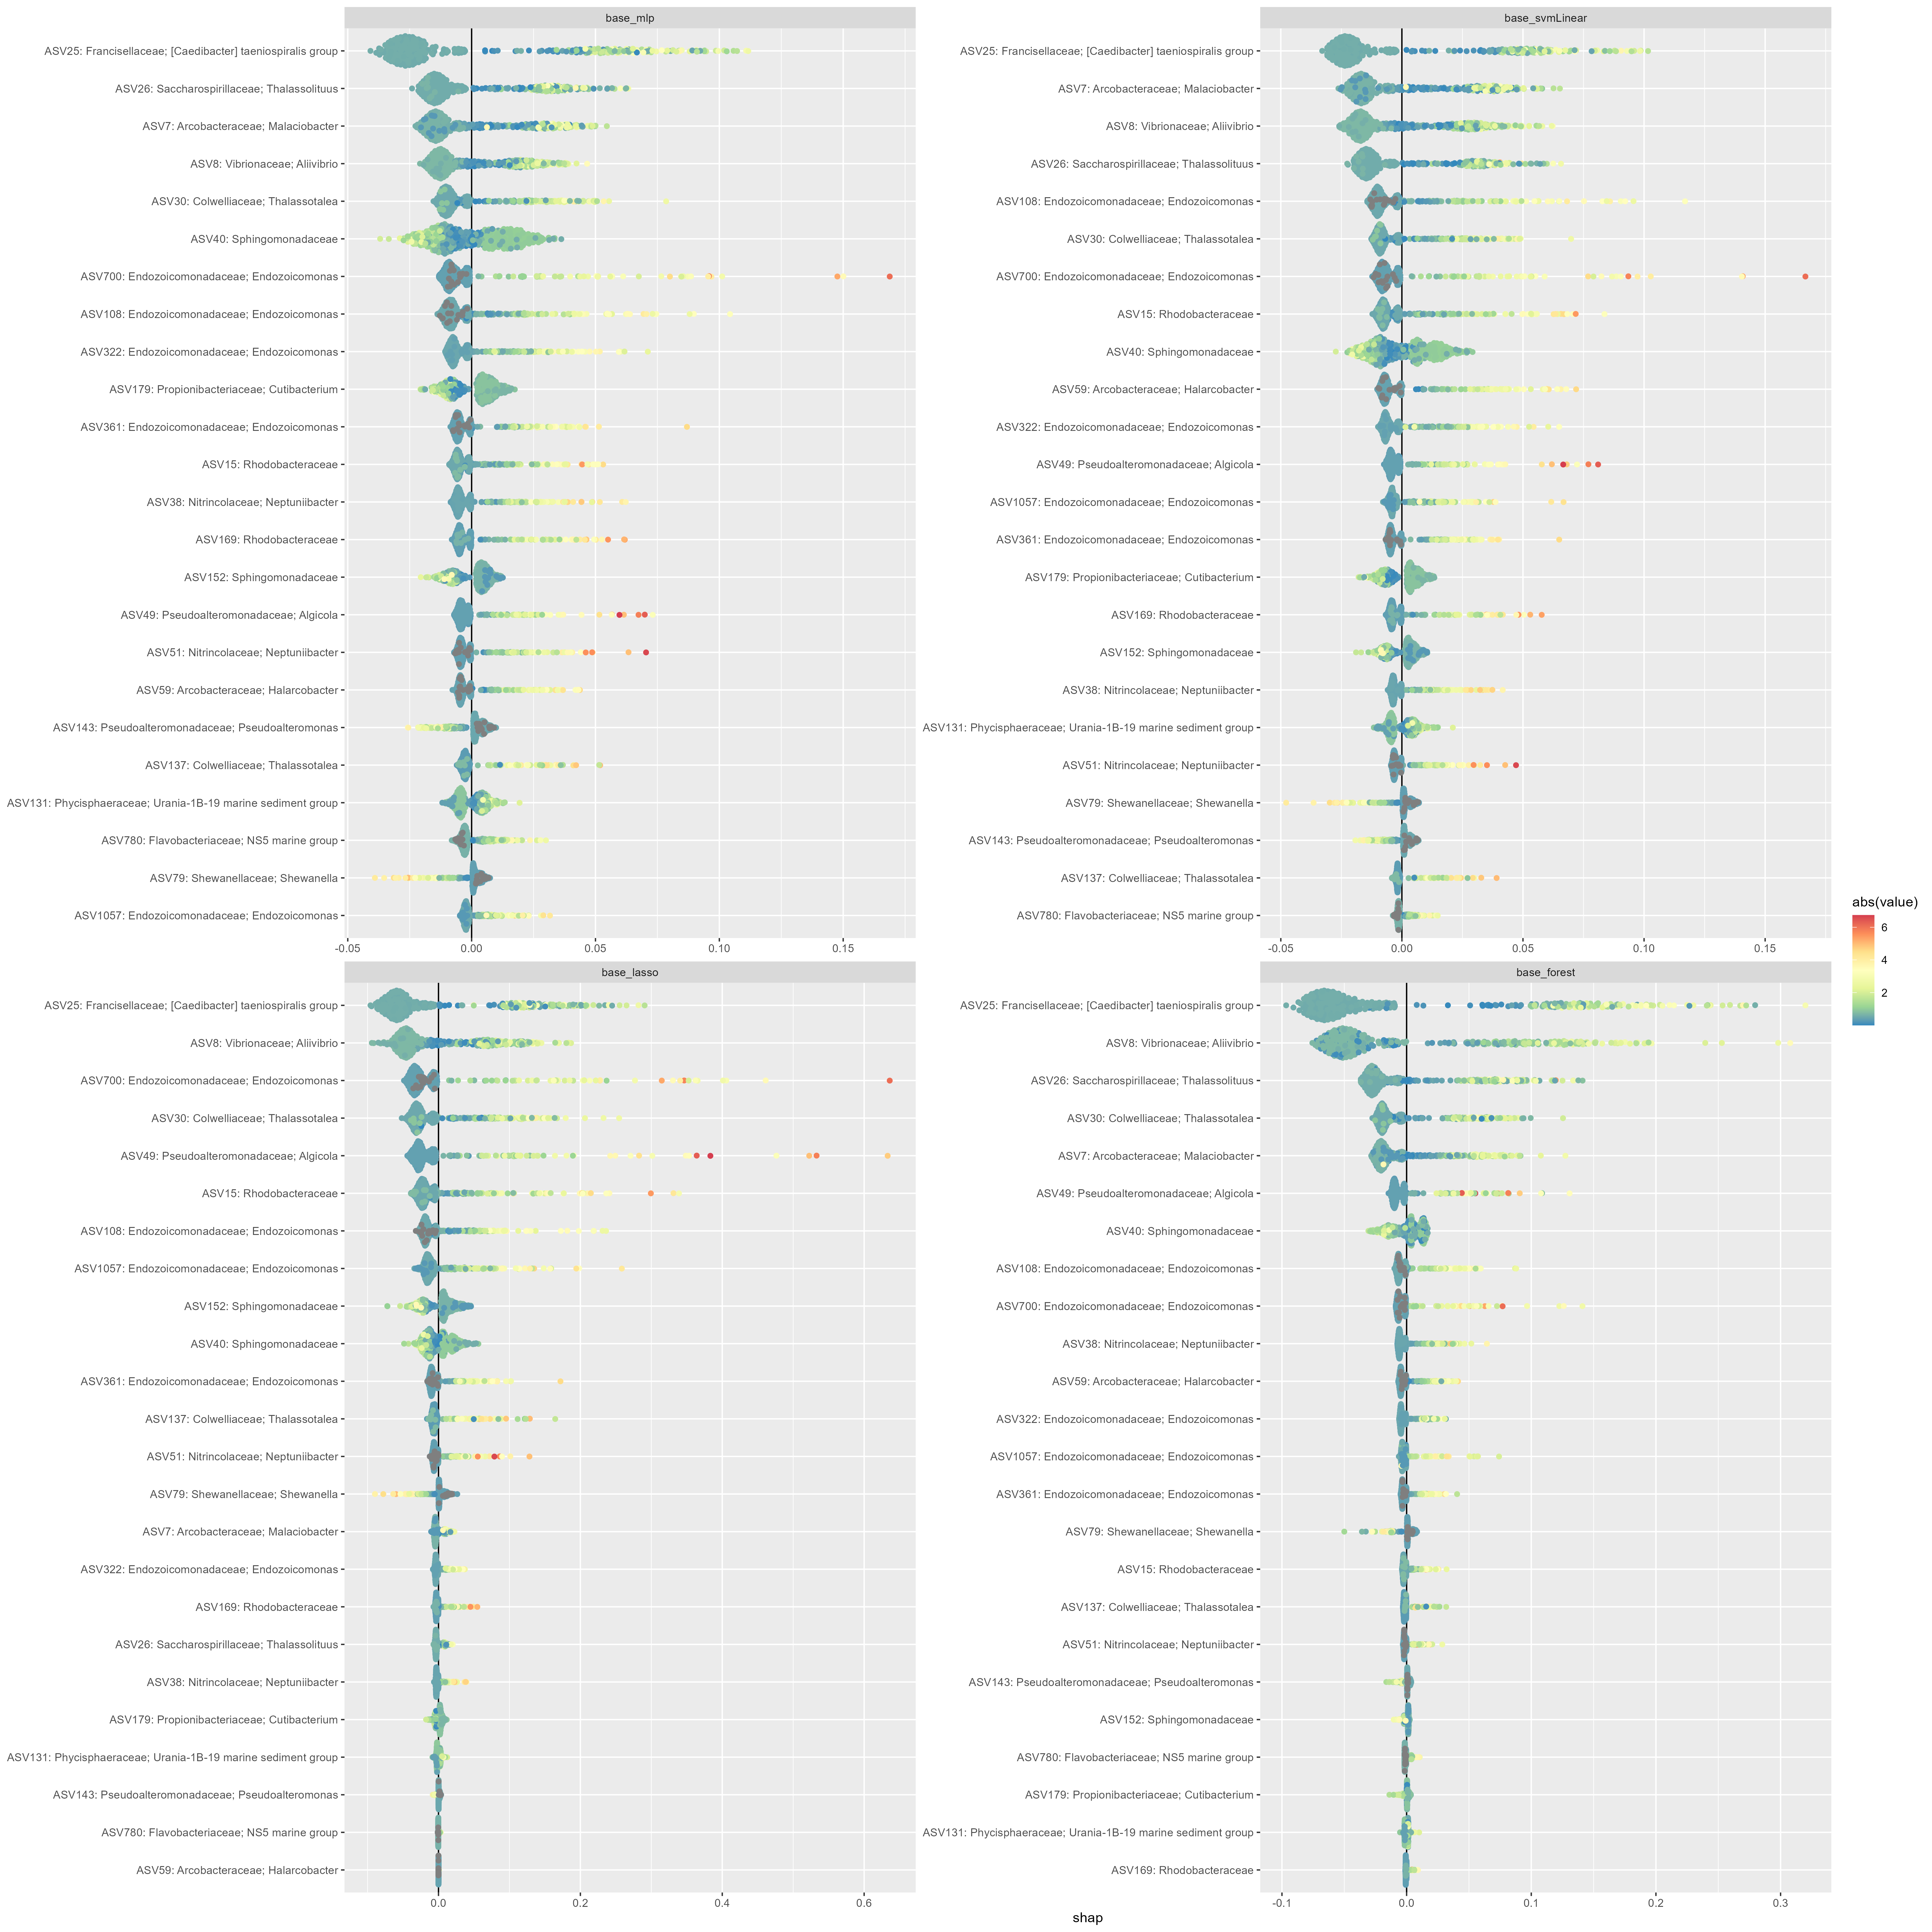 base_mlp
ASV25: Francisellaceae; [Caedibacter] taeniospiralis group
ASV26: Saccharospirillaceae; Thalassolituus
ASV7: Arcobacteraceae; Malaciobacter
ASV8: Vibrionaceae; Aliivibrio
ASV30: Colwelliaceae; Thalassotalea
ASV40: Sphingomonadaceae
ASV700: Endozoicomonadaceae; Endozoicomonas
ASV108: Endozoicomonadaceae; Endozoicomonas
ASV322: Endozoicomonadaceae; Endozoicomonas
ASV179: Propionibacteriaceae; Cutibacterium
ASV361: Endozoicomonadaceae; Endozoicomonas
ASV15: Rhodobacteraceae
ASV38: Nitrincolaceae; Neptuniibacter
ASV169: Rhodobacteraceae
ASV152: Sphingomonadaceae
ASV49: Pseudoalteromonadaceae; Algicola
ASV51: Nitrincolaceae; Neptuniibacter
ASV59: Arcobacteraceae; Halarcobacter
ASV143: Pseudoalteromonadaceae; Pseudoalteromonas
ASV137: Colwelliaceae; Thalassotalea
ASV131: Phycisphaeraceae; Urania-1B-19 marine sediment group
ASV780: Flavobacteriaceae; NS5 marine group
ASV79: Shewanellaceae; Shewanella
ASV1057: Endozoicomonadaceae; Endozoicomonas
-0.05 0.00 0.05 0.10 0.15
base_svmLinear
ASV25: Francisellaceae; [Caedibacter] taeniospiralis group
ASV7: Arcobacteraceae; Malaciobacter
ASV8: Vibrionaceae; Aliivibrio
ASV26: Saccharospirillaceae; Thalassolituus
ASV108: Endozoicomonadaceae; Endozoicomonas
ASV30: Colwelliaceae; Thalassotalea
ASV700: Endozoicomonadaceae; Endozoicomonas
ASV15: Rhodobacteraceae
ASV40: Sphingomonadaceae
ASV59: Arcobacteraceae; Halarcobacter
ASV322: Endozoicomonadaceae; Endozoicomonas
ASV49: Pseudoalteromonadaceae; Algicola
ASV1057: Endozoicomonadaceae; Endozoicomonas
ASV361: Endozoicomonadaceae; Endozoicomonas
ASV179: Propionibacteriaceae; Cutibacterium
ASV169: Rhodobacteraceae
ASV152: Sphingomonadaceae
ASV38: Nitrincolaceae; Neptuniibacter
ASV131: Phycisphaeraceae; Urania-1B-19 marine sediment group
ASV51: Nitrincolaceae; Neptuniibacter
ASV79: Shewanellaceae; Shewanella
ASV143: Pseudoalteromonadaceae; Pseudoalteromonas
ASV137: Colwelliaceae; Thalassotalea
ASV780: Flavobacteriaceae; NS5 marine group
-0.05 0.00 0.05 0.10 0.15
base_lasso
ASV25: Francisellaceae; [Caedibacter] taeniospiralis group
ASV8: Vibrionaceae; Aliivibrio
ASV700: Endozoicomonadaceae; Endozoicomonas
ASV30: Colwelliaceae; Thalassotalea
ASV49: Pseudoalteromonadaceae; Algicola
ASV15: Rhodobacteraceae
ASV108: Endozoicomonadaceae; Endozoicomonas
ASV1057: Endozoicomonadaceae; Endozoicomonas
ASV152: Sphingomonadaceae
ASV40: Sphingomonadaceae
ASV361: Endozoicomonadaceae; Endozoicomonas
ASV137: Colwelliaceae; Thalassotalea
ASV51: Nitrincolaceae; Neptuniibacter
ASV79: Shewanellaceae; Shewanella
ASV7: Arcobacteraceae; Malaciobacter
ASV322: Endozoicomonadaceae; Endozoicomonas
ASV169: Rhodobacteraceae
ASV26: Saccharospirillaceae; Thalassolituus
ASV38: Nitrincolaceae; Neptuniibacter
ASV179: Propionibacteriaceae; Cutibacterium
ASV131: Phycisphaeraceae; Urania-1B-19 marine sediment group
ASV143: Pseudoalteromonadaceae; Pseudoalteromonas
ASV780: Flavobacteriaceae; NS5 marine group
ASV59: Arcobacteraceae; Halarcobacter
0.0 0.2 0.4 0.6
base_forest
ASV25: Francisellaceae; [Caedibacter] taeniospiralis group
ASV8: Vibrionaceae; Aliivibrio
ASV26: Saccharospirillaceae; Thalassolituus
ASV30: Colwelliaceae; Thalassotalea
ASV7: Arcobacteraceae; Malaciobacter
ASV49: Pseudoalteromonadaceae; Algicola
ASV40: Sphingomonadaceae
ASV108: Endozoicomonadaceae; Endozoicomonas
ASV700: Endozoicomonadaceae; Endozoicomonas
ASV38: Nitrincolaceae; Neptuniibacter
ASV59: Arcobacteraceae; Halarcobacter
ASV322: Endozoicomonadaceae; Endozoicomonas
ASV1057: Endozoicomonadaceae; Endozoicomonas
ASV361: Endozoicomonadaceae; Endozoicomonas
ASV79: Shewanellaceae; Shewanella
ASV15: Rhodobacteraceae
ASV137: Colwelliaceae; Thalassotalea
ASV51: Nitrincolaceae; Neptuniibacter
ASV143: Pseudoalteromonadaceae; Pseudoalteromonas
ASV152: Sphingomonadaceae
ASV780: Flavobacteriaceae; NS5 marine group
ASV179: Propionibacteriaceae; Cutibacterium
ASV131: Phycisphaeraceae; Urania-1B-19 marine sediment group
ASV169: Rhodobacteraceae
-0.1 0.0 0.1 0.2 0.3
shap
abs(value)
6
4
2